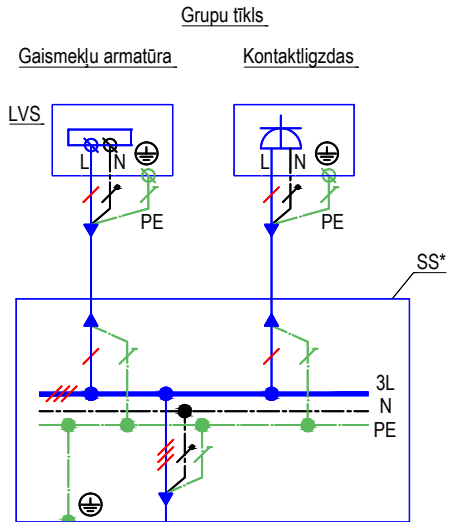 Grupu tīkls
Gaismekļu armatūra
Kontaktligzdas
LVS
L N
L N
PE
PE
SS*
3L
N
PE